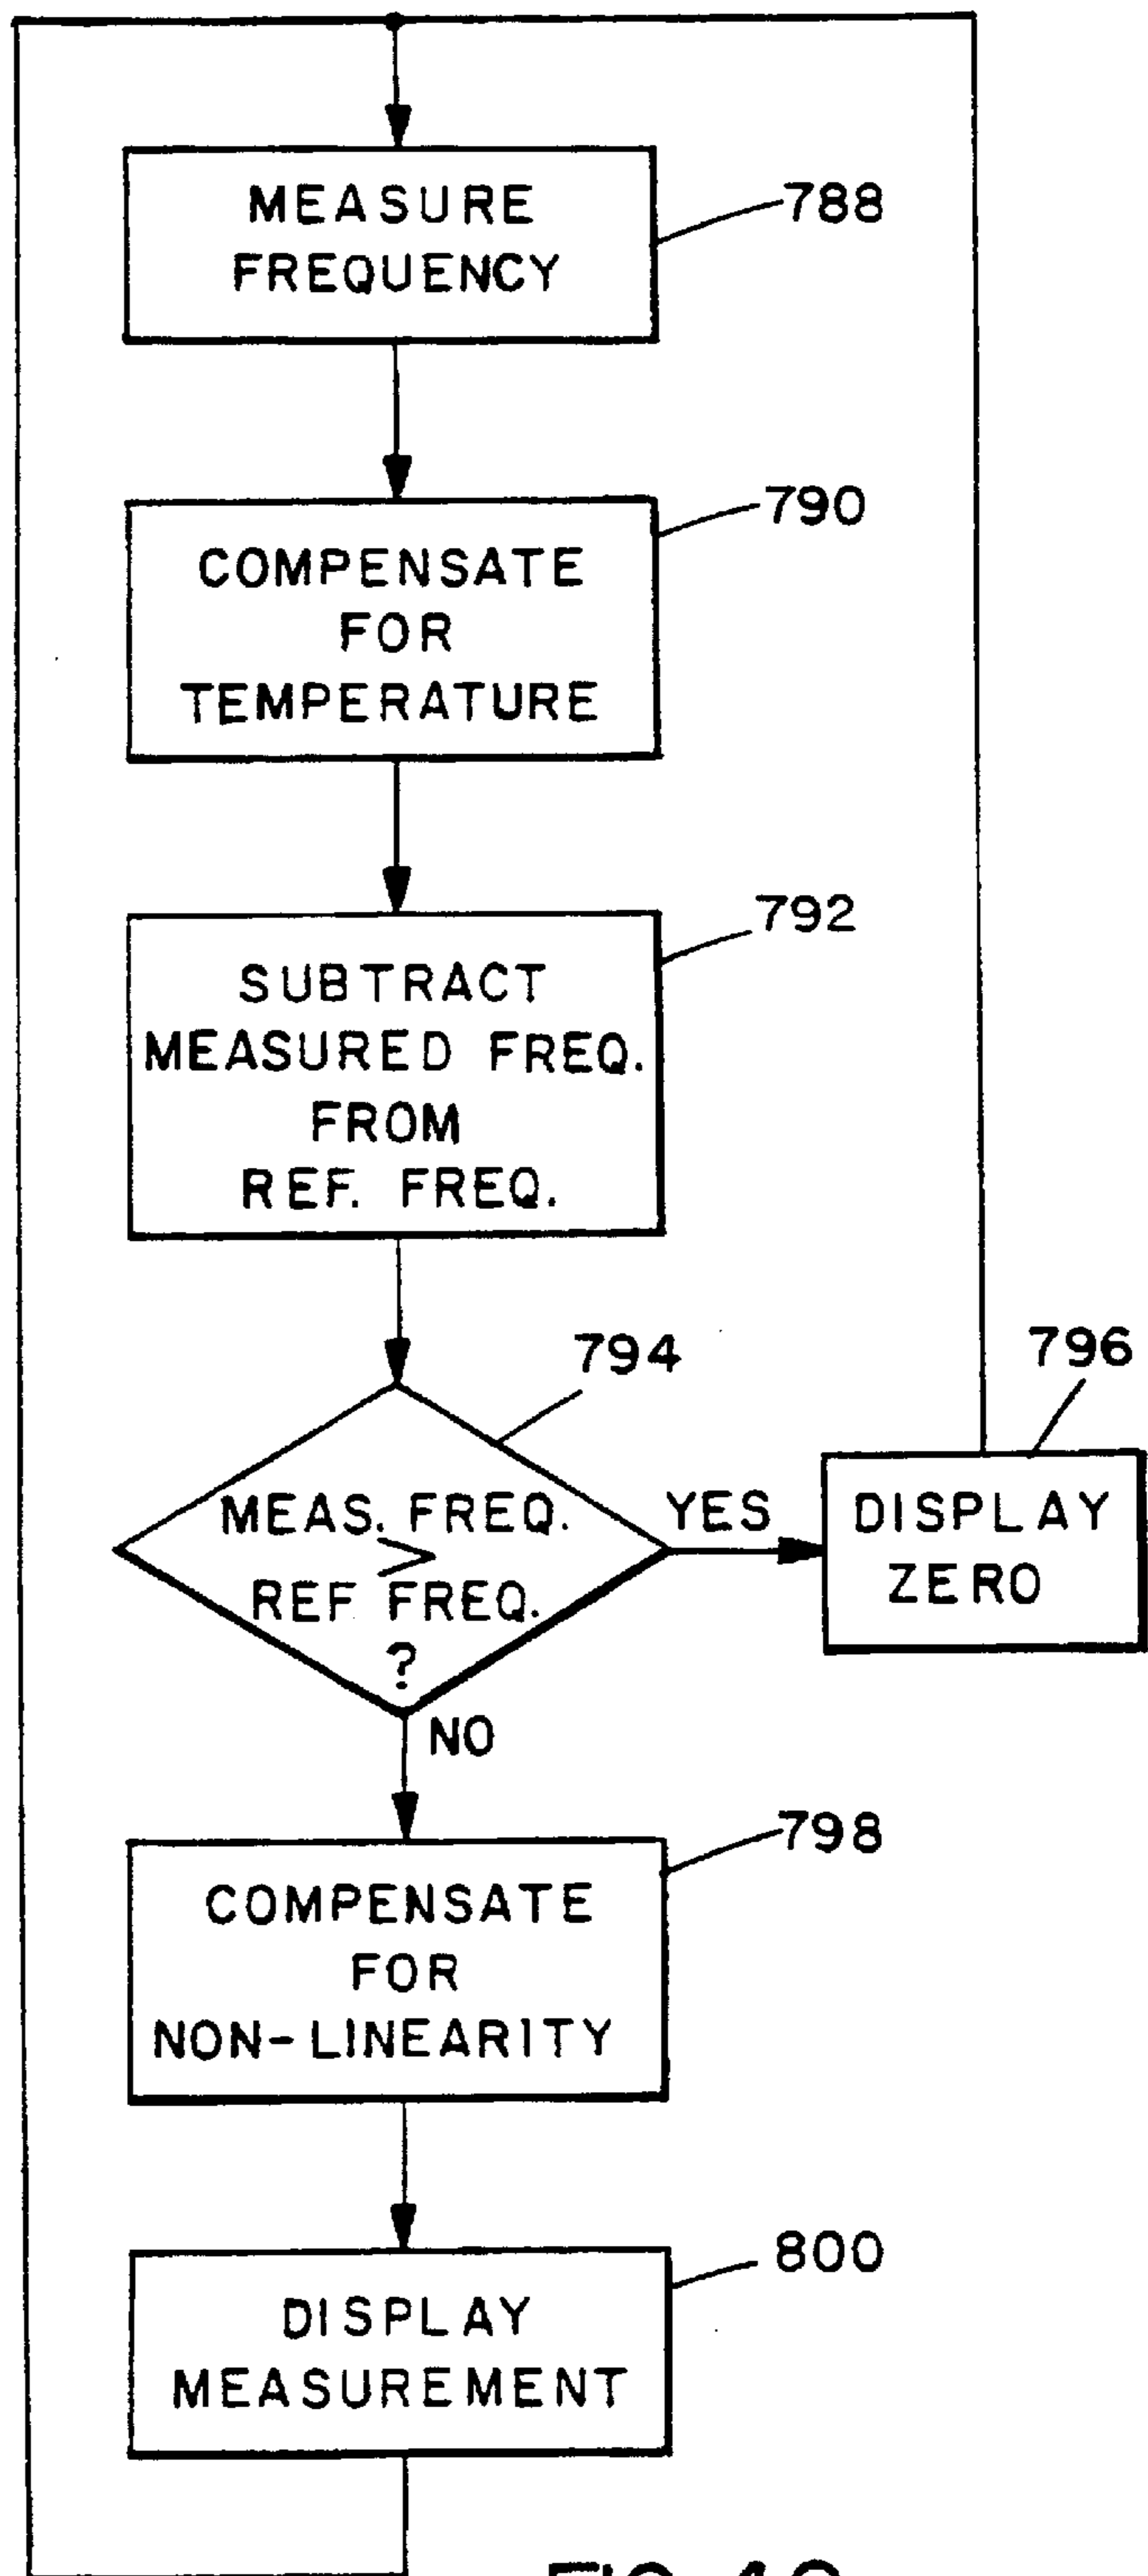 MEASURE
FREQUENCY
788
COMPENSATE
FOR
TEMPERATURE
790
SUBTRACT
MEASURED FREQ.
FROM
REF. FREQ.
792
794
MEAS. FREQ.
>
REF FREQ.
?
YES
796
DISPLAY
ZERO
NO
798
COMPENSATE
FOR
NON-LINEARITY
800
DISPLAY
MEASUREMENT